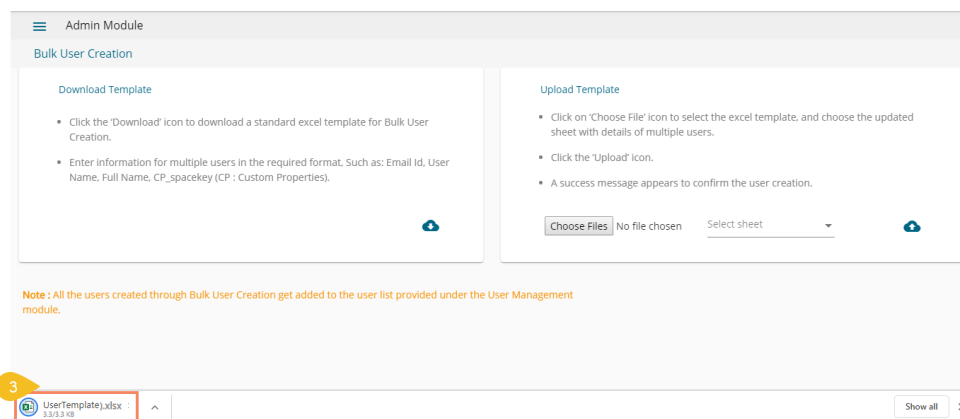 Admin Module
Bulk User Creation
Download Template
• Click the 'Download' icon to download a standard excel template for Bulk User
Creation.
• Enter information for multiple users in the required format, Such as: Email Id, User
Name, Full Name, CP_spacekey (CP : Custom Properties).
Upload Template
• Click on 'Choose File' icon to select the excel template, and choose the updated
sheet with details of multiple users.
• Click the 'Upload' icon.
• A success message appears to confirm the user creation.
Choose Files No file chosen Select sheet
Note : All the users created through Bulk User Creation get added to the user list provided under the User Management
module.
3
UserTemplate).xlsx
3.3/3.3 KB
Show all